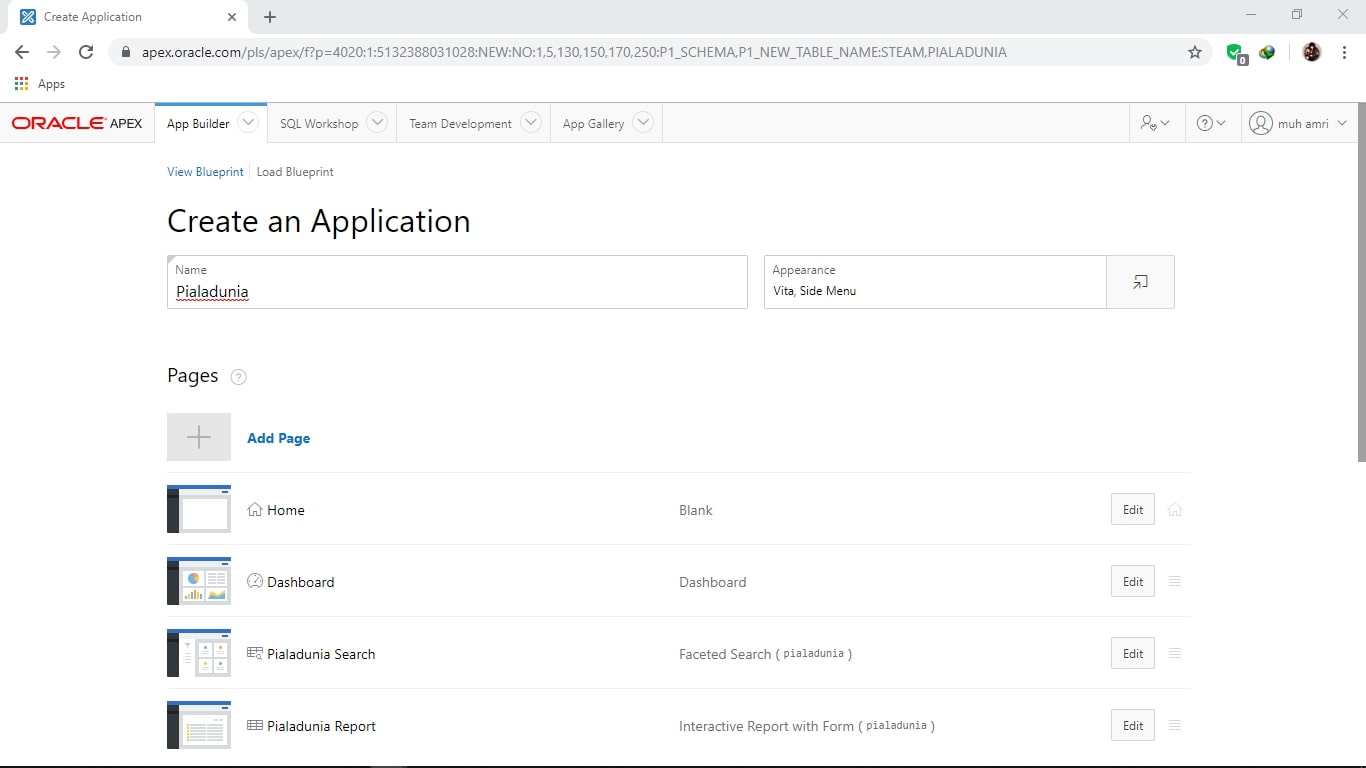 Create Application
apex.oracle.com/pls/apex/f?p=4020:1:5132388031028:NEW:NO:1,5,130,150,170,250:P1_SCHEMA,P1_NEW_TABLE_NAME:STEAM,PIALADUNIA
0
Apps
ORACLE APEX App Builder SQL Workshop Team Development App Gallery ? muh amri
View Blueprint Load Blueprint
Create an Application
Name Appearance
Pialadunia Vita, Side Menu
Pages ?
Add Page
Home Blank Edit
Dashboard Dashboard Edit
Pialadunia Search Faceted Search ( pialadunia ) Edit
Pialadunia Report Interactive Report with Form ( pialadunia ) Edit